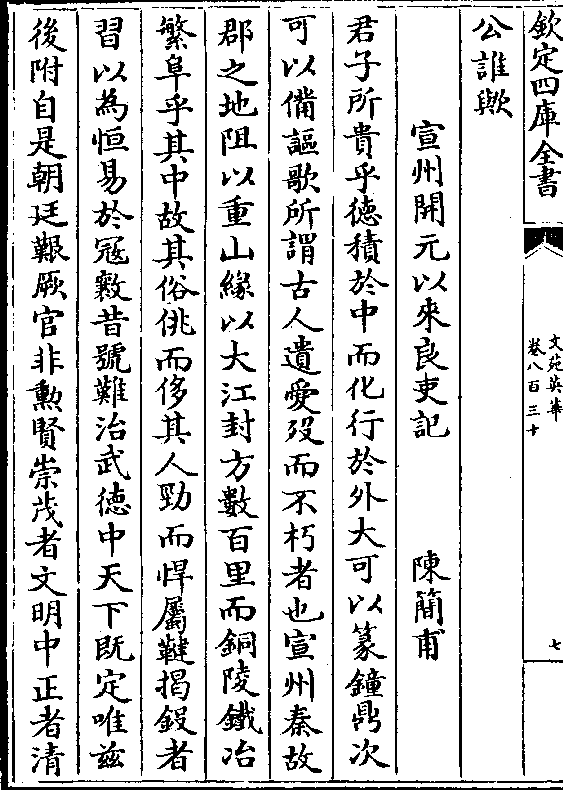 欽定四庫全書
文苑英華
卷八百三十
七
公誰歟
宣州開元以來良吏記　陳簡甫
君子所貴乎徳積於中而化行於外大可以篆鐘鼎次
可以備謳歌所謂古人遺愛歿而不朽者也宣州秦故
郡之地阻以重山縁以大江封方數百里而銅陵鐵冶
繁阜乎其中故其俗佻而侈其人勁而悍屬鞬揭鍛者
習以為恒易於冦斁昔號難治武徳中天下既定唯兹
後附自是朝廷艱厥官非勲賢崇茂者文明中正者清